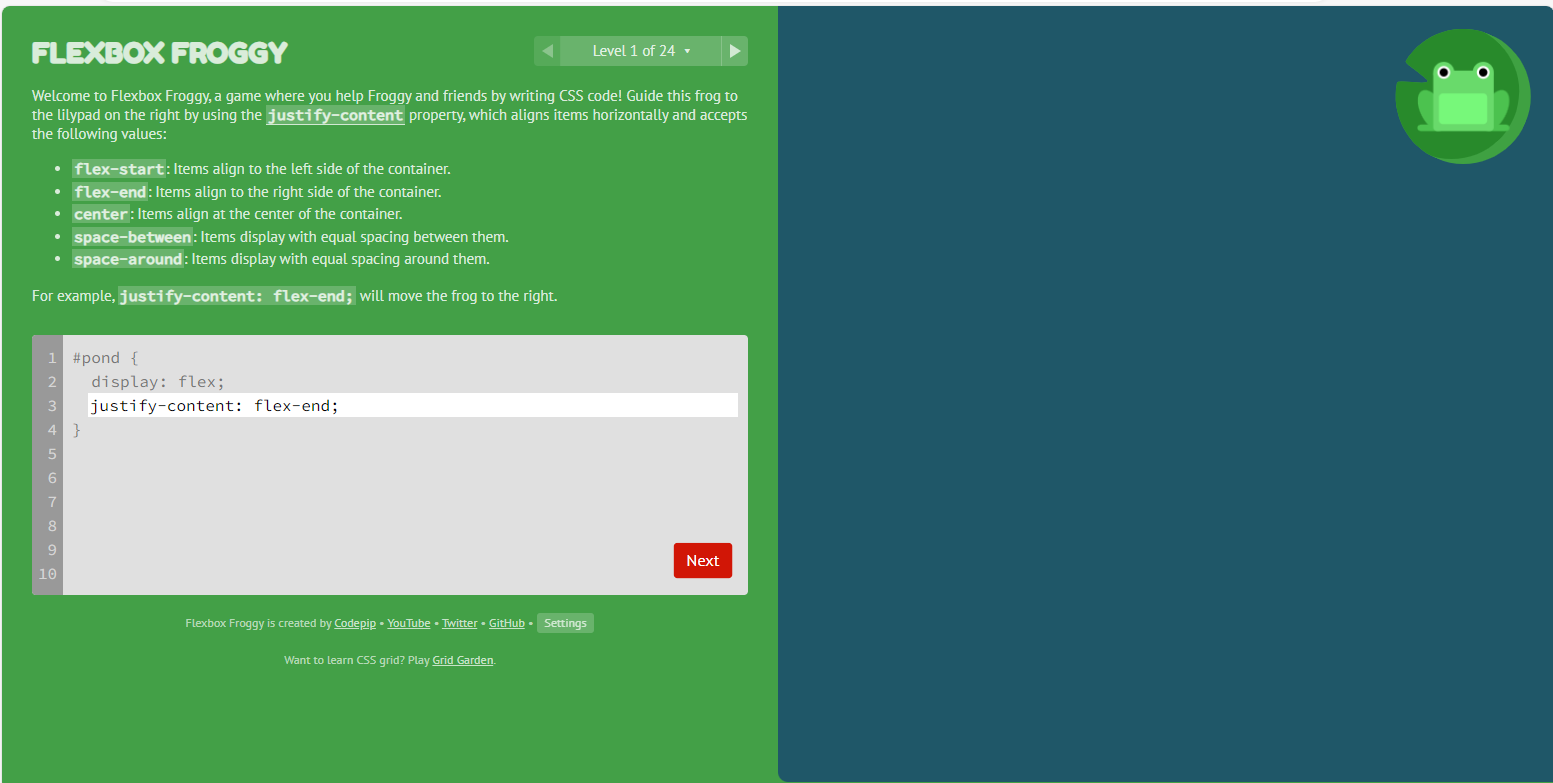 FLEXBOX FROGGY
Level 1 of 24
Welcome to Flexbox Froggy, a game where you help Froggy and friends by writing CSS code! Guide this frog to
the lilypad on the right by using the justify-content property, which aligns items horizontally and accepts
the following values:
• flex-start: Items align to the left side of the container.
• flex-end: Items align to the right side of the container.
• center: Items align at the center of the container.
• space-between: Items display with equal spacing between them.
• space-around: Items display with equal spacing around them.
For example, justify-content: flex-end; will move the frog to the right.
1 #pond {
2 display: flex;
3 justify-content: flex-end;
4 }
5
6
7
8
9
10
Next
Flexbox Froggy is created by Codepip • YouTube • Twitter • GitHub • Settings
Want to learn CSS grid? Play Grid Garden.